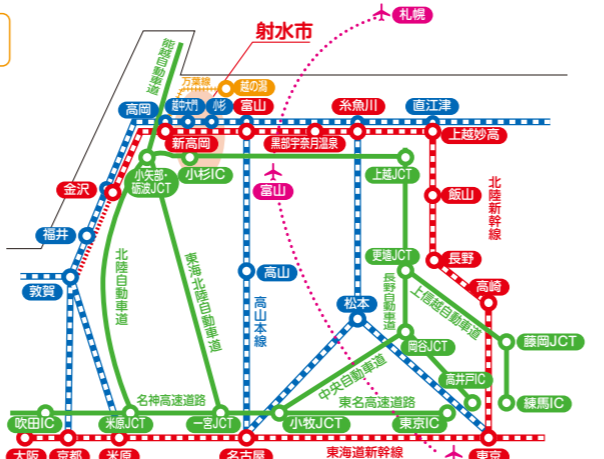 札幌
射水市
能越自動車道
万葉線
越の潟
高岡
越中大門
小杉
富山
糸魚川
直江津
新高岡
黒部宇奈月温泉
上越妙高
小矢部・
砺波JCT
小杉IC
富山
上越JCT
金沢
飯山
北陸新幹線
福井
更埴JCT
長野
敦賀
北陸自動車道
東海北陸自動車道
高山
高山本線
長野自動車道
高崎
松本
上信越自動車道
岡谷JCT
藤岡JCT
中央自動車道
高井戸IC
名神高速道路
東名高速道路
練馬IC
吹田IC
米原JCT
一宮JCT
小牧JCT
東京IC
大阪
京都
米原
名古屋
東海道新幹線
東京